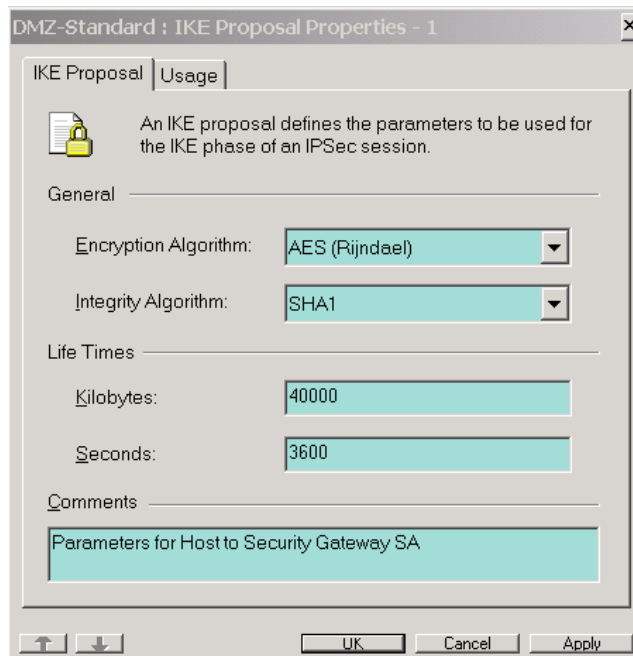 DMZ-Standard : IKE Proposal Properties - 1
IKE Proposal
Usage
An IKE proposal defines the parameters to be used for
the IKE phase of an IPSec session.
General
Encryption Algorithm:
AES (Rijndael)
Integrity Algorithm:
SHA1
Life Times
Kilobytes:
40000
Seconds:
3600
Comments
Parameters for Host to Security Gateway SA
OK
Cancel
Apply